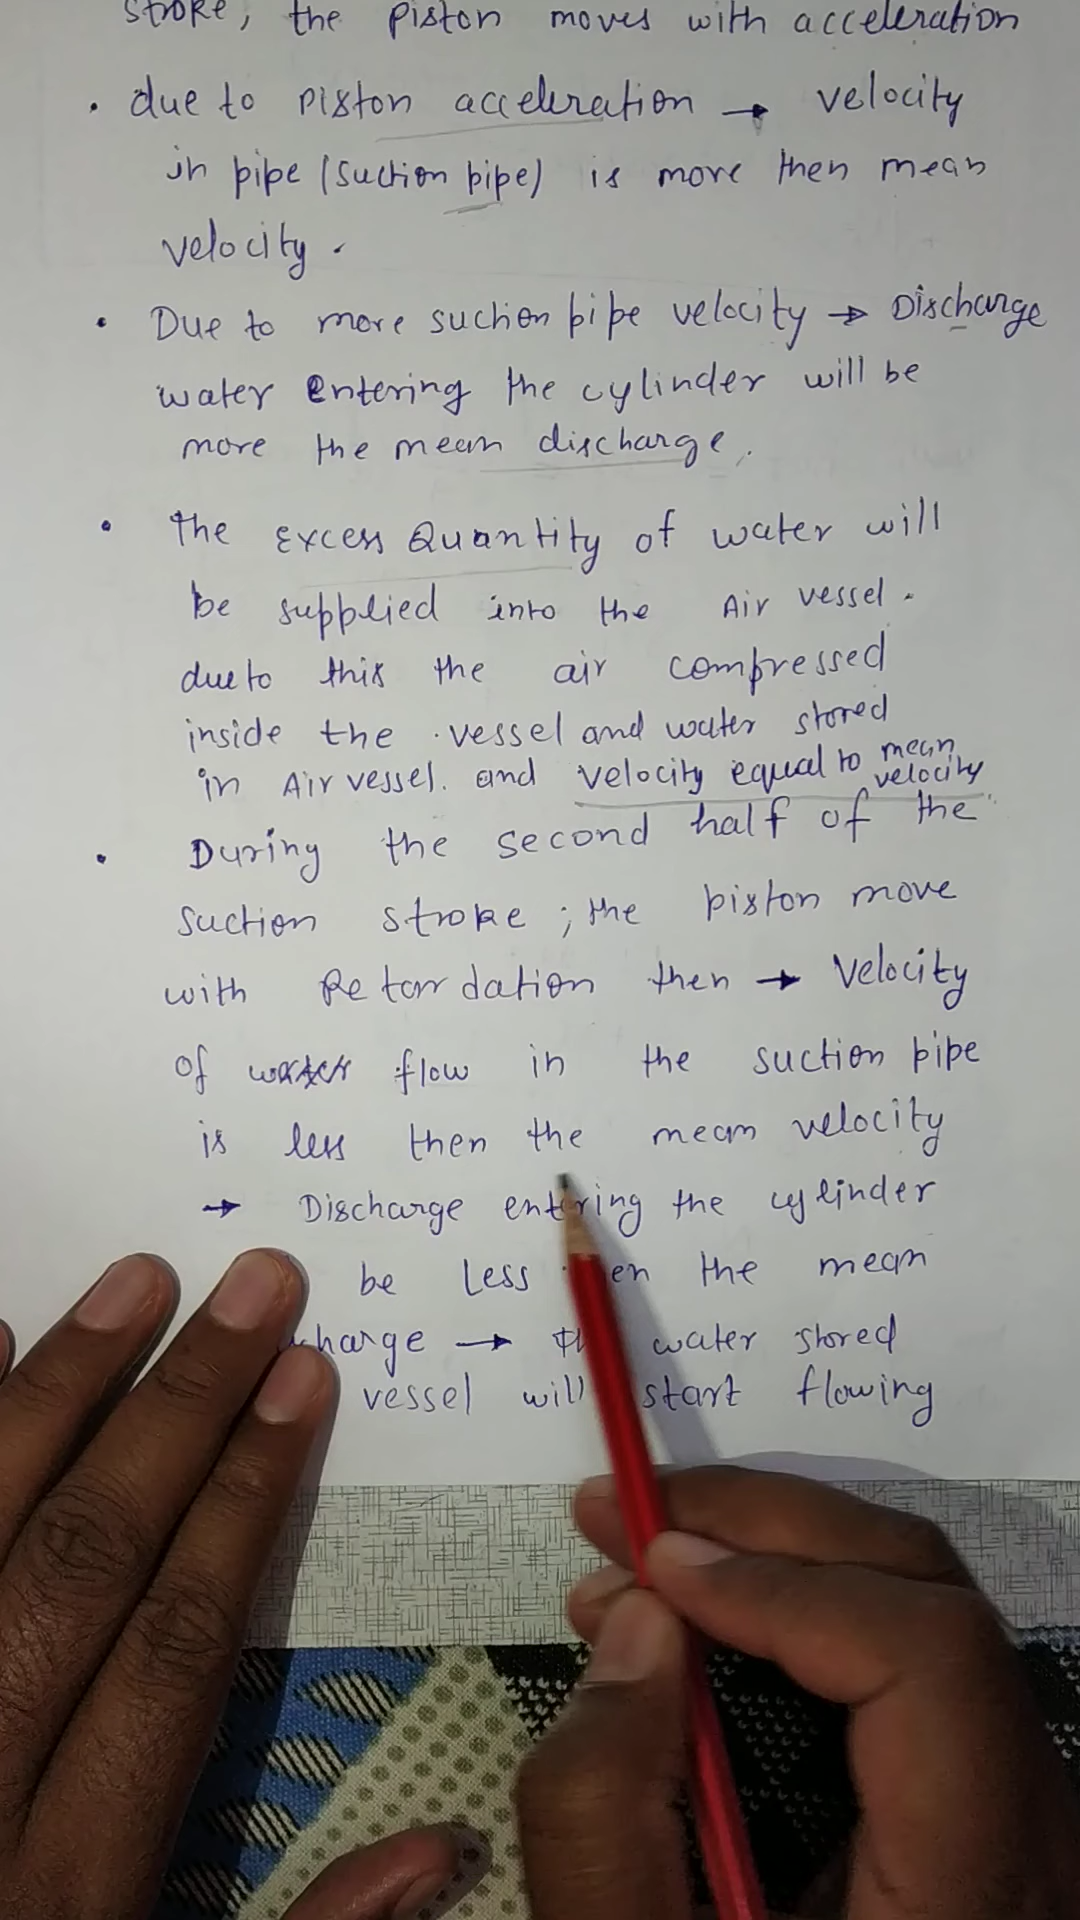 stroke, the piston moves with acceleration
. due to piston acceleration → velocity
in pipe (suction pipe) is more then mean
velocity .
• Due to more suction pipe velocity → Discharge
water entering the cylinder will be
more the mean discharge.
• the Excess Quantity of water will
be supplied into the Air vessel .
due to this the air compressed
inside the . vessel and water stored
in Air vessel. and velocity equal to mean velocity
• During the second half of the
suction stroke ; the piston move
with Retardation then → velocity
of water flow in the suction pipe
is less then the mean velocity
→ Discharge entering the cylinder
be less the mean
water stored
vessel will start flowing